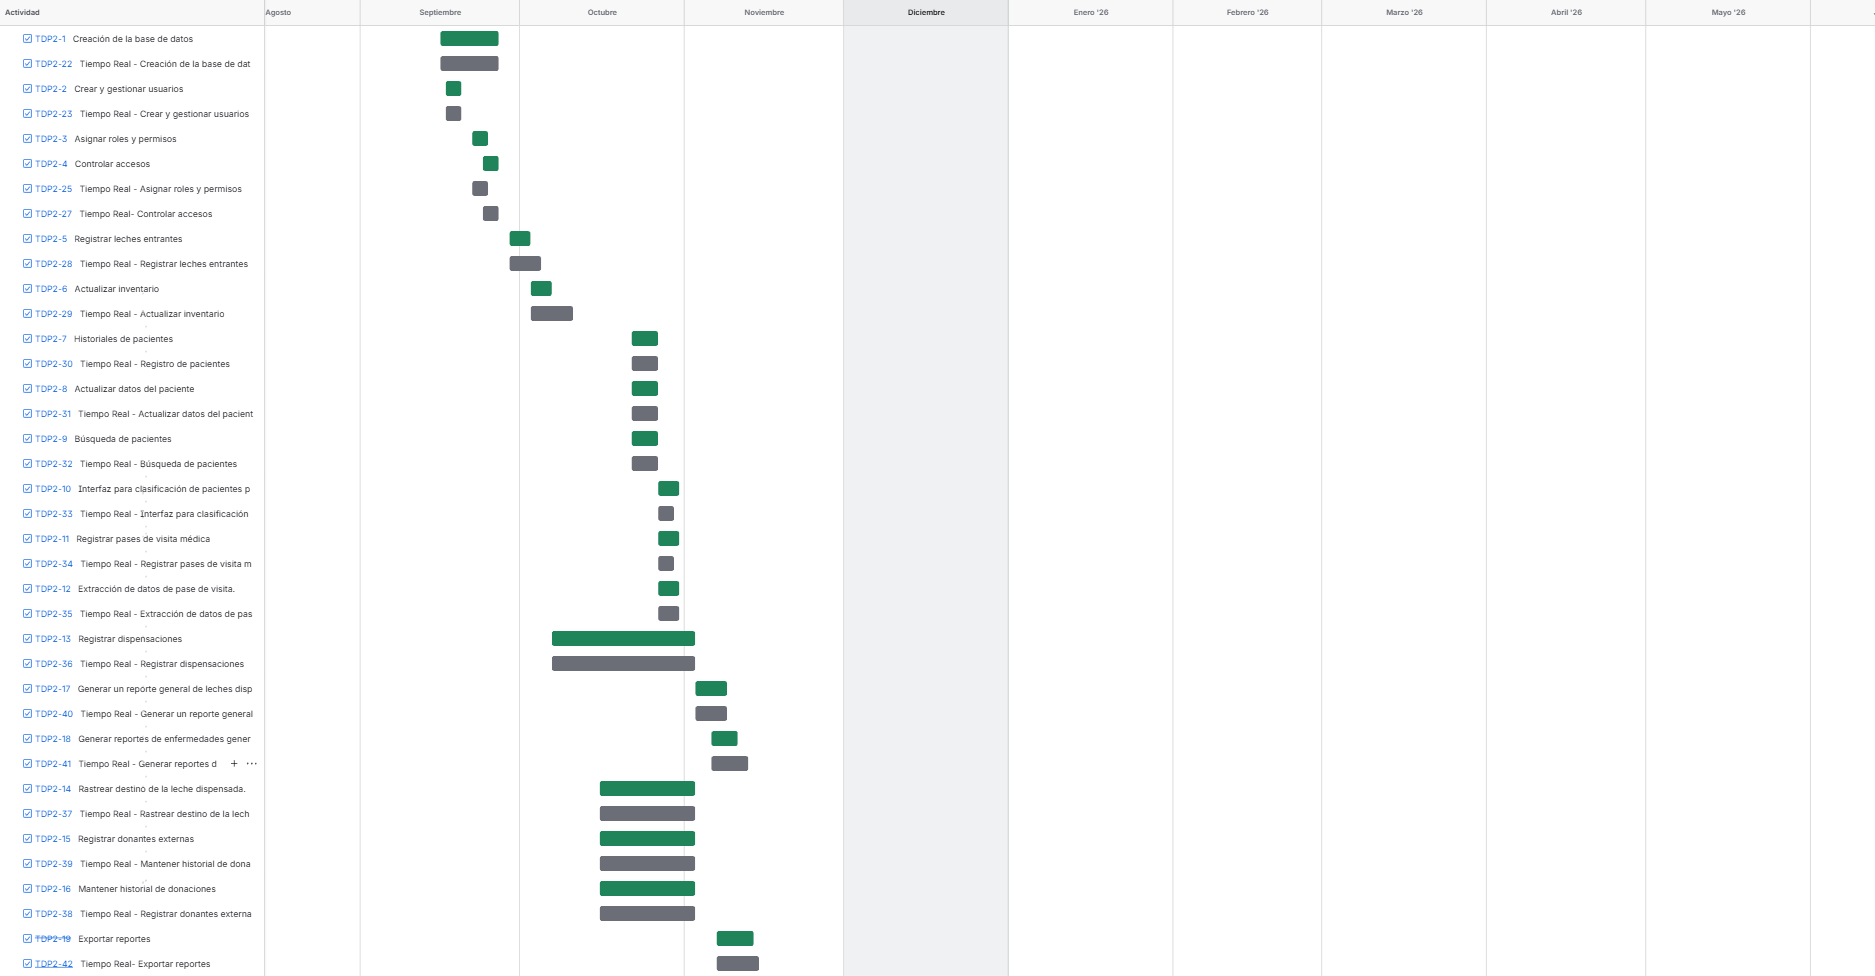 Actividad Agosto Septiembre Octubre Noviembre Diciembre Enero '26 Febrero '26 Marzo '26 Abril '26 Mayo '26
TDP2-1 Creación de la base de datos
TDP2-22 Tiempo Real - Creación de la base de dat
TDP2-2 Crear y gestionar usuarios
TDP2-23 Tiempo Real - Crear y gestionar usuarios
TDP2-3 Asignar roles y permisos
TDP2-4 Controlar accesos
TDP2-25 Tiempo Real - Asignar roles y permisos
TDP2-27 Tiempo Real- Controlar accesos
TDP2-5 Registrar leches entrantes
TDP2-28 Tiempo Real - Registrar leches entrantes
TDP2-6 Actualizar inventario
TDP2-29 Tiempo Real - Actualizar inventario
TDP2-7 Historiales de pacientes
TDP2-30 Tiempo Real - Registro de pacientes
TDP2-8 Actualizar datos del paciente
TDP2-31 Tiempo Real - Actualizar datos del pacient
TDP2-9 Búsqueda de pacientes
TDP2-32 Tiempo Real - Búsqueda de pacientes
TDP2-10 Interfaz para clasificación de pacientes p
TDP2-33 Tiempo Real - Interfaz para clasificación
TDP2-11 Registrar pases de visita médica
TDP2-34 Tiempo Real - Registrar pases de visita m
TDP2-12 Extracción de datos de pase de visita.
TDP2-35 Tiempo Real - Extracción de datos de pas
TDP2-13 Registrar dispensaciones
TDP2-36 Tiempo Real - Registrar dispensaciones
TDP2-17 Generar un reporte general de leches disp
TDP2-40 Tiempo Real - Generar un reporte general
TDP2-18 Generar reportes de enfermedades gener
TDP2-41 Tiempo Real - Generar reportes d + ···
TDP2-14 Rastrear destino de la leche dispensada.
TDP2-37 Tiempo Real - Rastrear destino de la lech
TDP2-15 Registrar donantes externas
TDP2-39 Tiempo Real - Mantener historial de dona
TDP2-16 Mantener historial de donaciones
TDP2-38 Tiempo Real - Registrar donantes externa
TDP2-19 Exportar reportes
TDP2-42 Tiempo Real- Exportar reportes